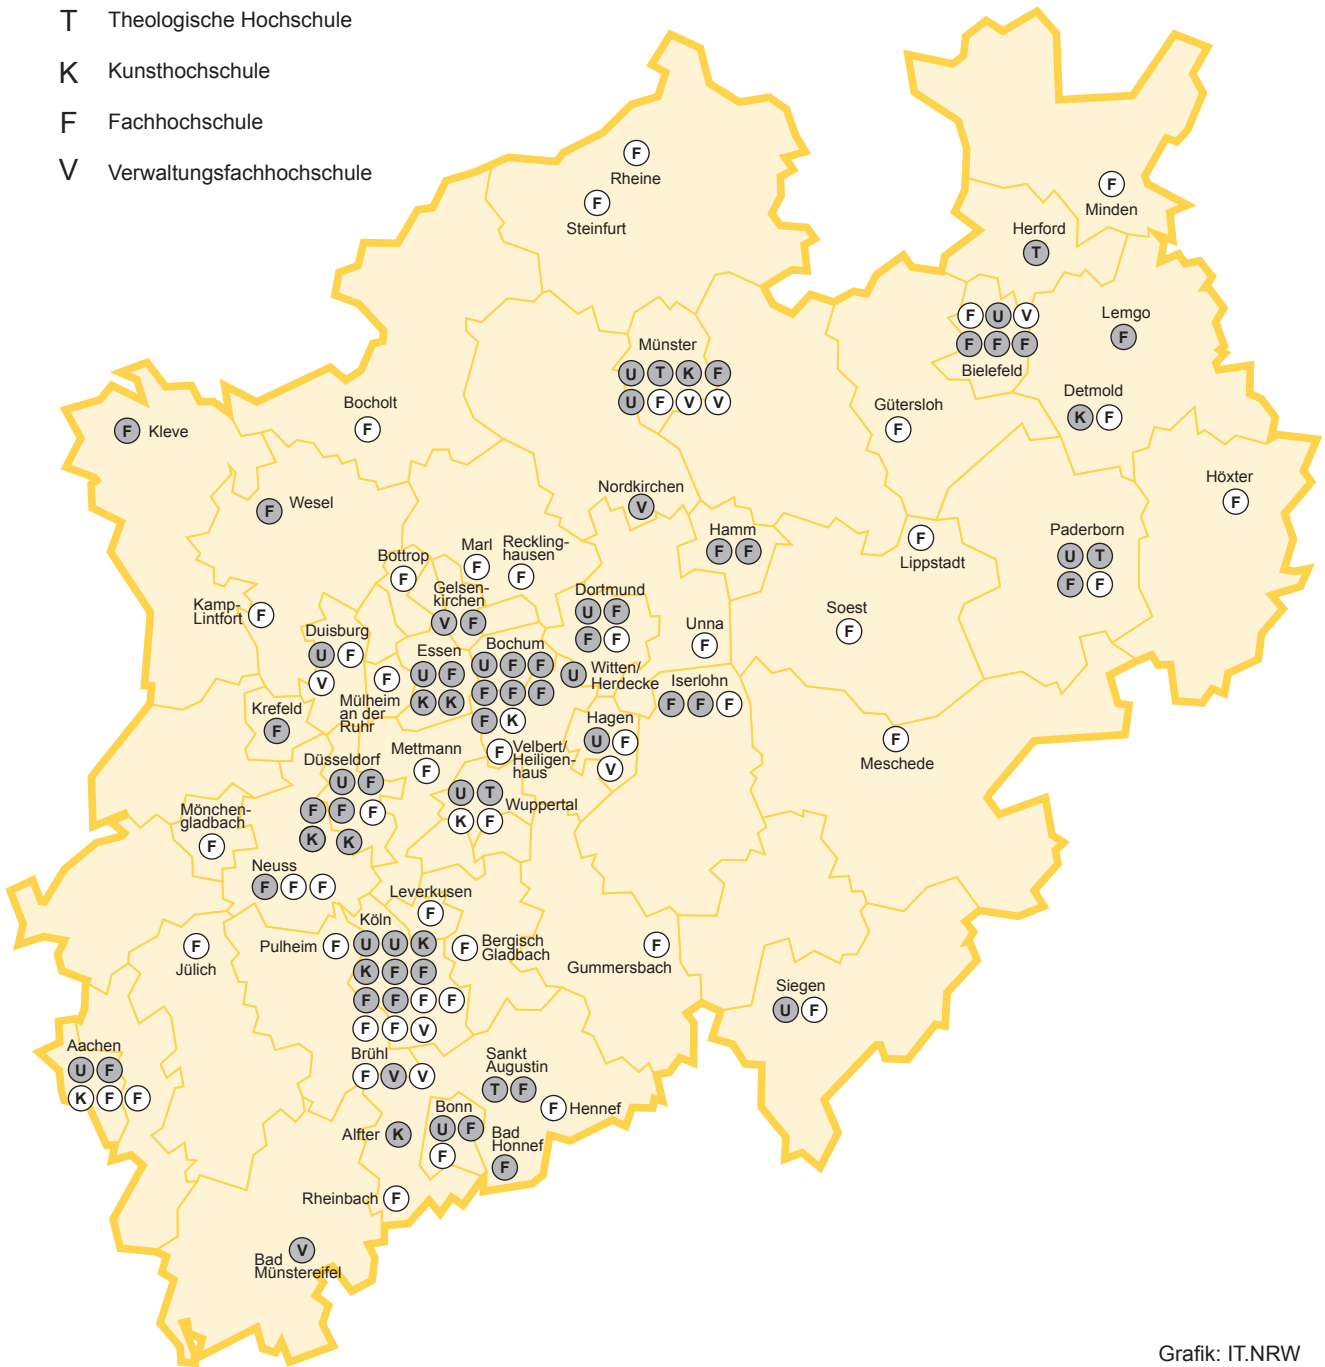 T Theologische Hochschule
K Kunsthochschule
F Fachhochschule
V Verwaltungsfachhochschule
F
Rheine
F
Steinfurt
F
Minden
Herford
T
F U V
F F F
Bielefeld
Lemgo
F
Detmold
K F
Münster
U T K F
U F V V
Bocholt
F
Gütersloh
F
F Kleve
Höxter
F
F Wesel
Nordkirchen
V
Hamm
F F
F
Lippstadt
Paderborn
U T
F F
Bottrop
F
Marl
F
Reckling-
hausen
F
Gelsen-
kirchen
V F
Dortmund
U F
F F
Kamp-
Lintfort
F
Soest
F
Unna
F
Duisburg
U F
V
F
Mülheim
an der
Ruhr
Essen
U F
K K
Bochum
U F F
F F F
F K
U Witten/
Herdecke
Iserlohn
F F F
Krefeld
F
Hagen
U F
V
F
Velbert/
Heiligen-
haus
F
Meschede
Mettmann
F
Düsseldorf
U F
F F F
K K
U T
K F
Wuppertal
Mönchen-
gladbach
F
Neuss
F F F
Leverkusen
F
F
Jülich
Pulheim F
Köln
U U K
K F F
F F F F
F F V
F Bergisch
Gladbach
F
Gummersbach
Siegen
U F
Aachen
U F
K F F
Brühl
F V V
Sankt
Augustin
T F
F Hennef
Alfter K
Bonn
U F
F
Bad
Honnef
F
Rheinbach F
V
Bad
Münstereifel
Grafik: IT.NRW